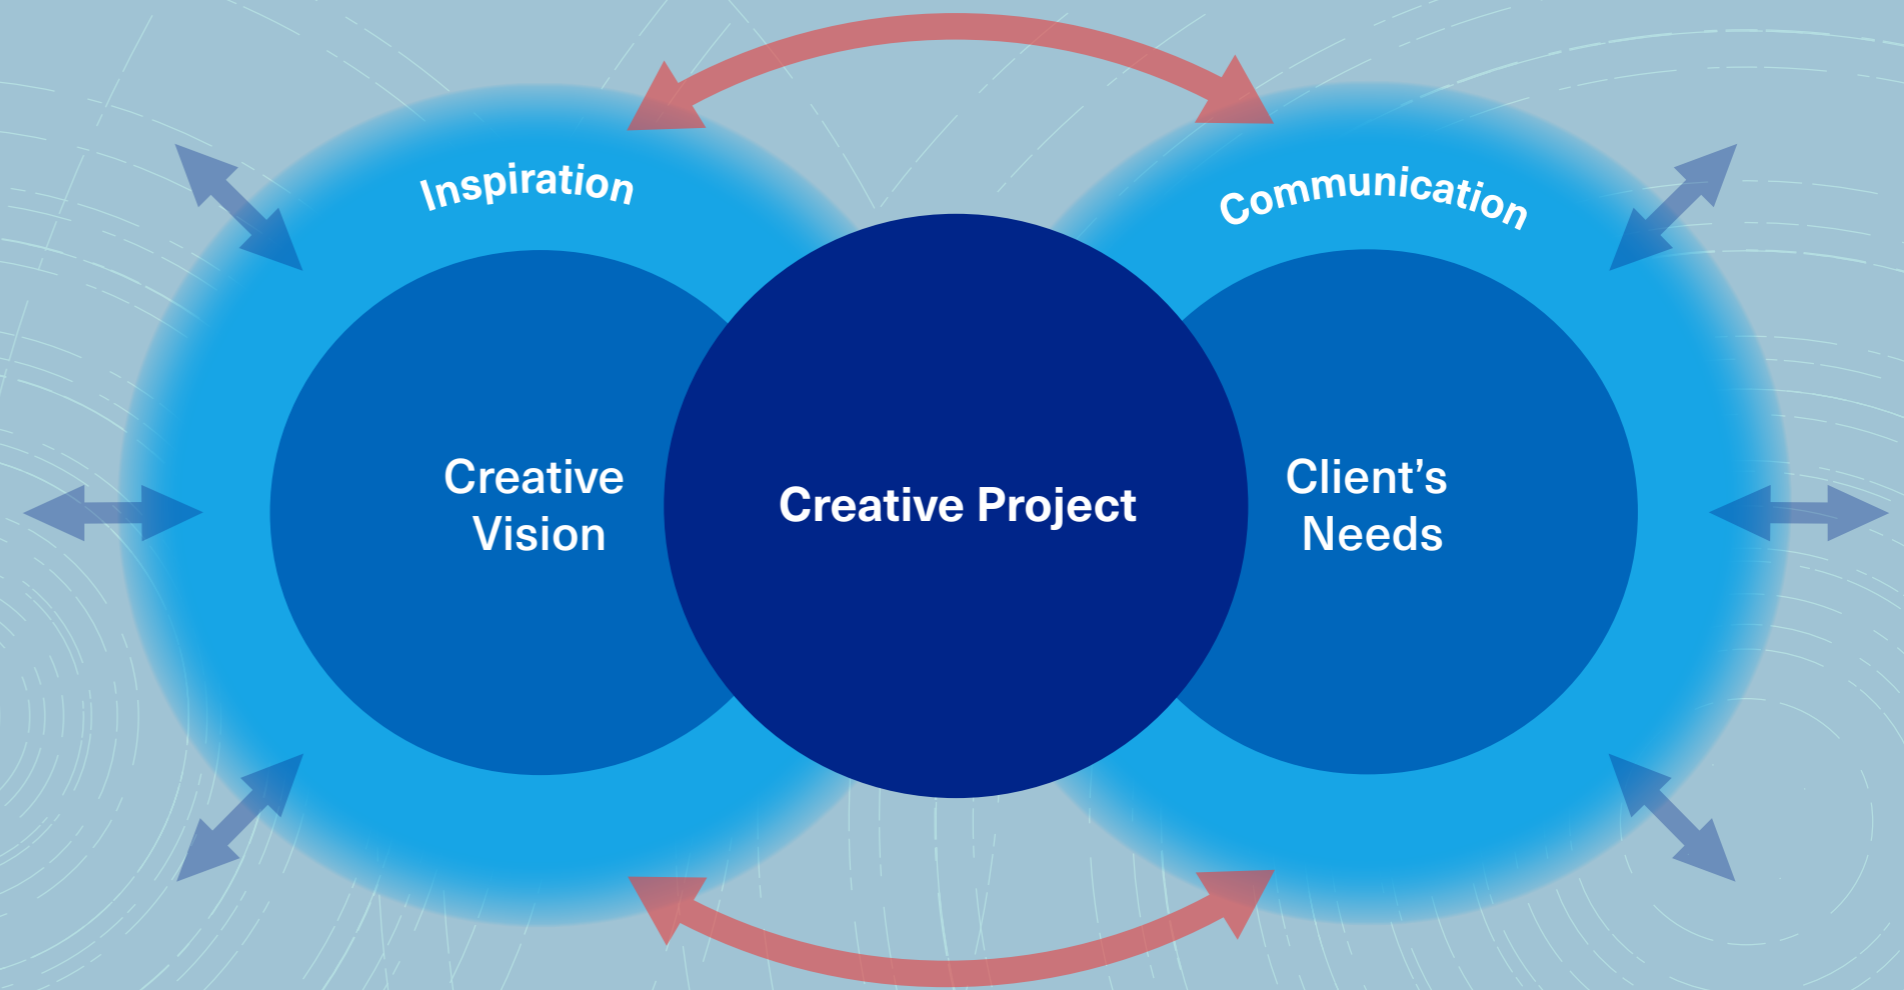 Inspiration
Communication
Creative
Vision
Creative Project
Client’s
Needs